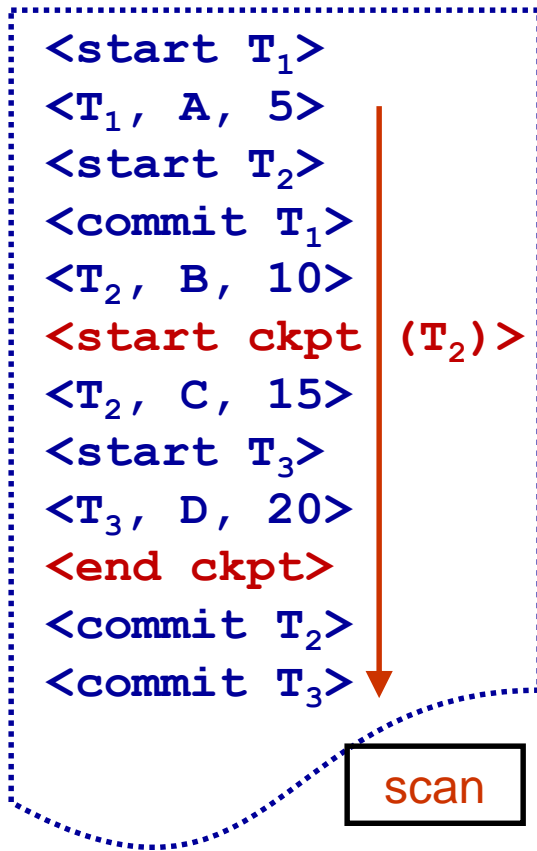 <start T₁>
<T₁, A, 5>
<start T₂>
<commit T₁>
<T₂, B, 10>
<start ckpt (T₂)>
<T₂, C, 15>
<start T₃>
<T₃, D, 20>
<end ckpt>
<commit T₂>
<commit T₃>
scan